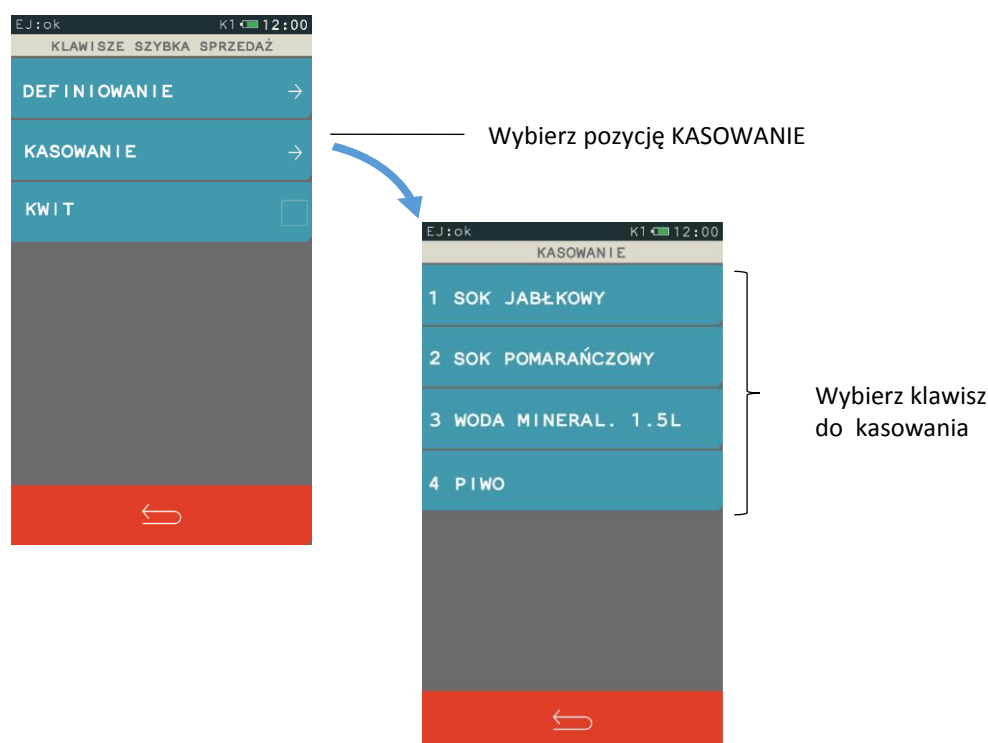 EJ:ok K1 12:00
KLAWISZE SZYBKA SPRZEDAŻ
DEFINIOWANIE
KASOWANIE
KWIT
Wybierz pozycję KASOWANIE
EJ:ok K1 12:00
KASOWANIE
1 SOK JABŁKOWY
2 SOK POMARAŃCZOWY
3 WODA MINERAL. 1.5L
4 PIWO
Wybierz klawisz
do kasowania